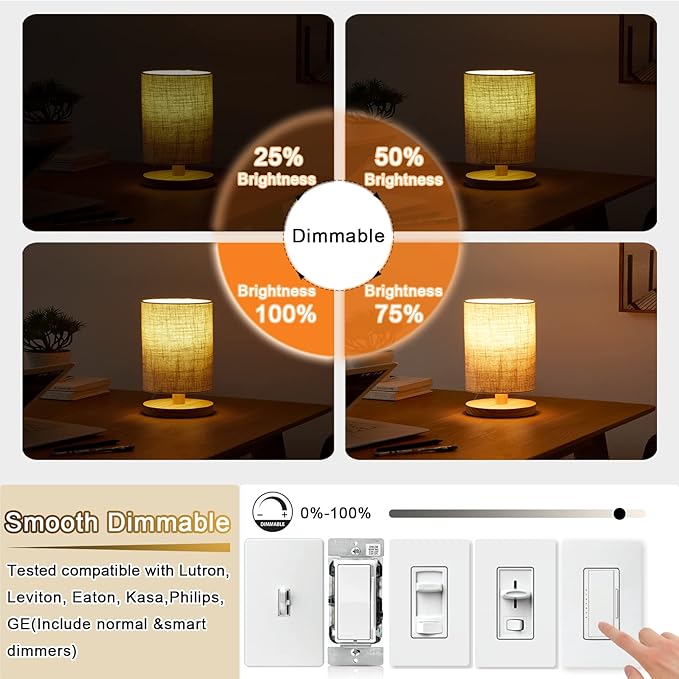 25%
Brightness
50%
Brightness
Dimmable
Brightness
100%
Brightness
75%
Smooth Dimmable
Tested compatible with Lutron,
Leviton, Eaton, Kasa,Philips,
GE(Include normal &smart
dimmers)
DIMMABLE
0%-100%